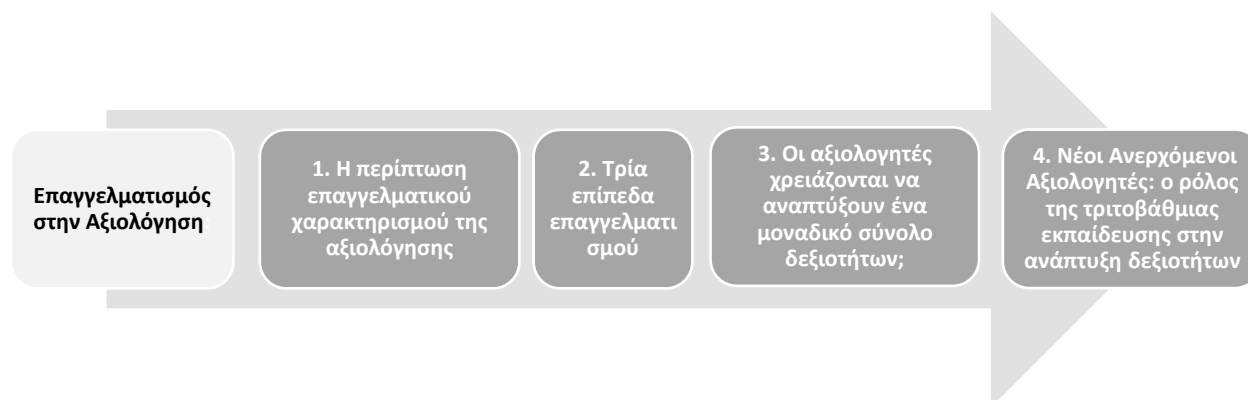 Επαγγελματισμός
στην Αξιολόγηση
1. Η περίπτωση
επαγγελματικού
χαρακτηρισμού της
αξιολόγησης
2. Τρία
επίπεδα
επαγγελματι
σμού
3. Οι αξιολογητές
χρειάζονται να
αναπτύξουν ένα
μοναδικό σύνολο
δεξιοτήτων;
4. Νέοι Ανερχόμενοι
Αξιολογητές: ο ρόλος
της τριτοβάθμιας
εκπαίδευσης στην
ανάπτυξη δεξιοτήτων